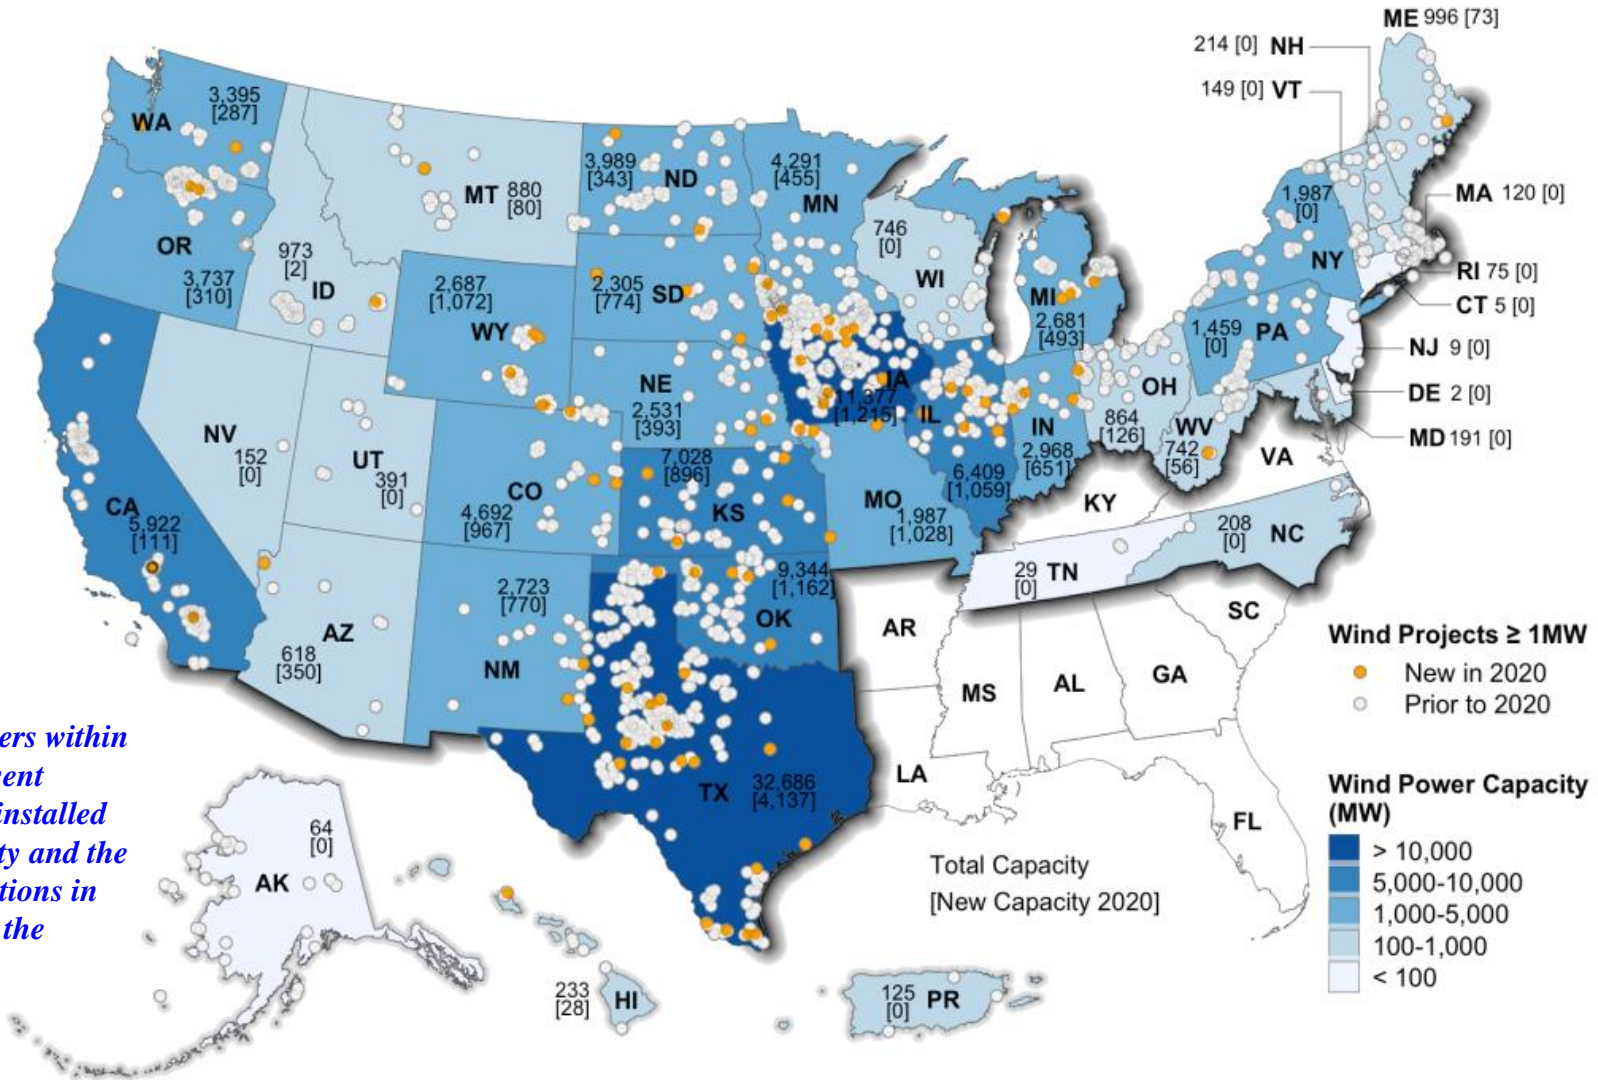 ME 996 [73]
214 [0] NH
149 [0] VT
WA
3,395
[287]
MT
880
[80]
3,989
[343]
ND
4,291
[455]
MN
1,987
[0]
NY
MA 120 [0]
OR
3,737
[310]
973
[2]
ID
2,687
[1,072]
WY
2,305
[774]
SD
746
[0]
WI
MI
2,681
[493]
1,459
[0]
PA
RI 75 [0]
CT 5 [0]
NJ 9 [0]
DE 2 [0]
MD 191 [0]
NV
152
[0]
UT
391
[0]
NE
2,531
[393]
IA
11,377
[1,215]
IL
6,409
[1,059]
IN
2,968
[651]
OH
864
[126]
WV
742
[56]
VA
KY
CA
5,922
[111]
CO
4,692
[967]
7,028
[896]
KS
MO
1,987
[1,028]
208
[0]
NC
29
[0]
TN
AZ
618
[350]
2,723
[770]
NM
9,344
[1,162]
OK
AR
SC
MS
AL
GA
LA
FL
TX
32,686
[4,137]
Wind Projects ≥ 1MW
New in 2020
Prior to 2020
Wind Power Capacity
(MW)
> 10,000
5,000-10,000
1,000-5,000
100-1,000
< 100
Total Capacity
[New Capacity 2020]
ers within
sent
installed
ty and the
tions in
the
64
[0]
AK
233
[28]
HI
125
[0]
PR